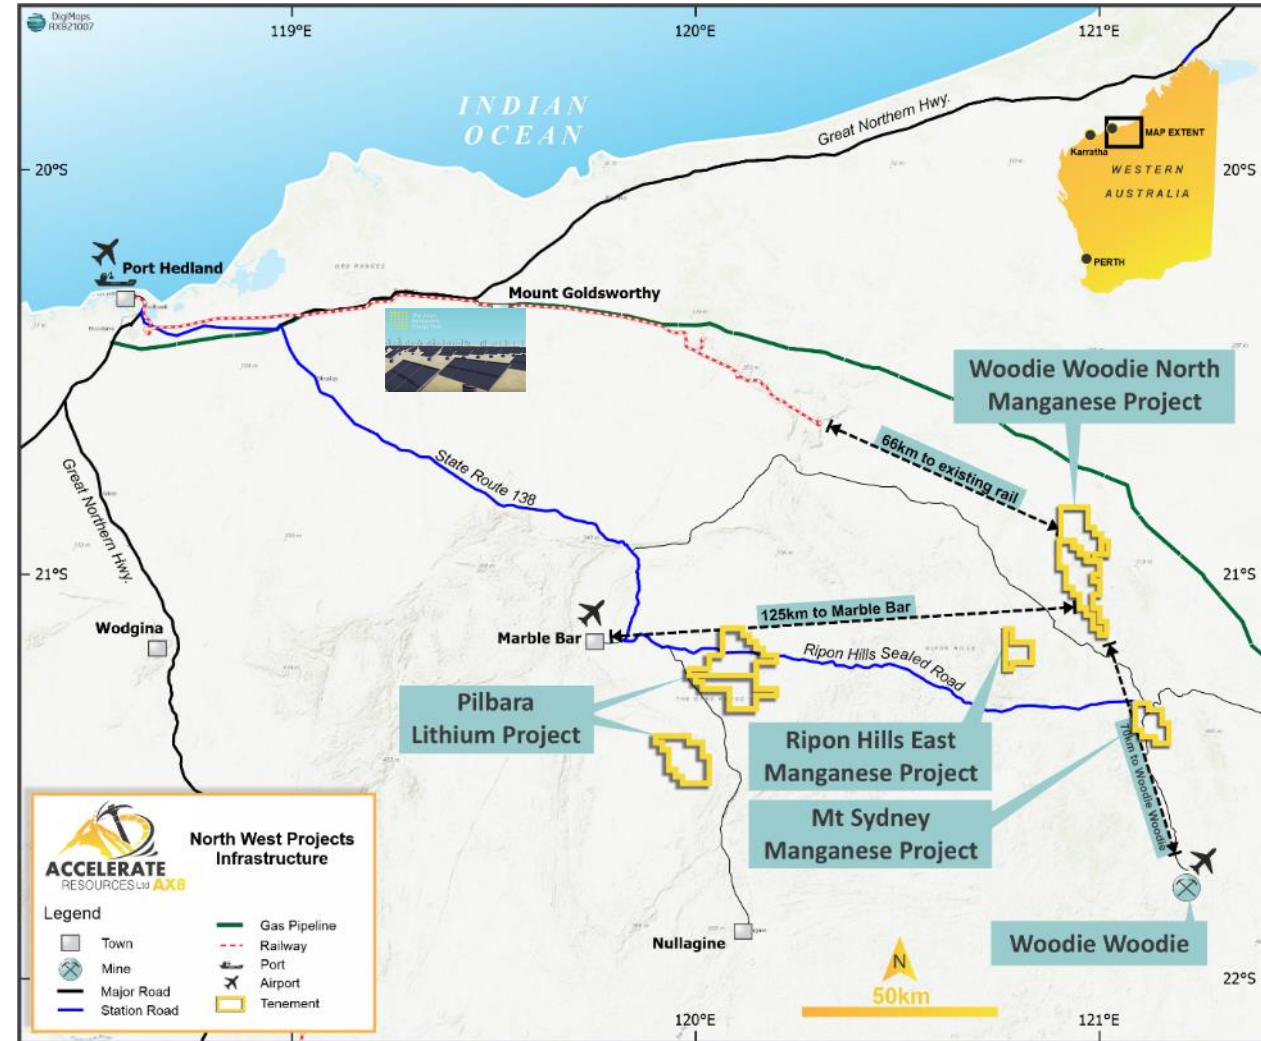 DigiMaps
AX821007
119°E
120°E
121°E
INDIAN
OCEAN
Great Northern Hwy.
MAP EXTENT
Karratha
WESTERN
AUSTRALIA
PERTH
20°S
20°S
Port Hedland
Mount Goldsworthy
Woodie Woodie North
Manganese Project
66km to existing rail
State Route 138
Great Northern Hwy.
21°S
21°S
125km to Marble Bar
Wodgina
Marble Bar
Ripon Hills Sealed Road
RIPON HILLS
Pilbara
Lithium Project
Ripon Hills East
Manganese Project
70km to Woodie Woodie
Mt Sydney
Manganese Project
ACCELERATE
RESOURCES Ltd AX8
North West Projects
Infrastructure
Legend
Town
Mine
Major Road
Station Road
Gas Pipeline
Railway
Port
Airport
Tenement
Nullagine
Woodie Woodie
N
50km
22°S
120°E
121°E